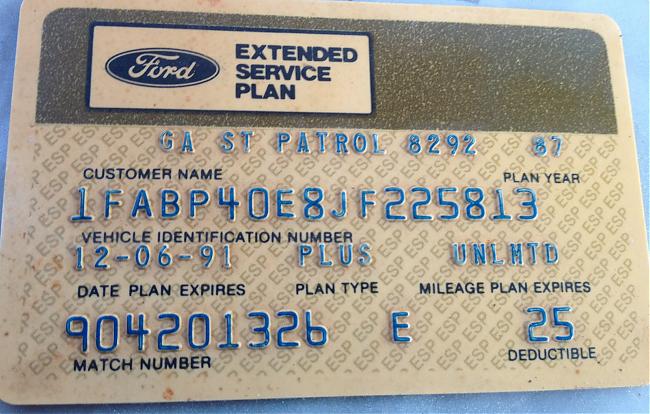 Ford
EXTENDED
SERVICE
PLAN
GA ST PATROL 8292 87
CUSTOMER NAME PLAN YEAR
1FABP40E8JF225813
VEHICLE IDENTIFICATION NUMBER
12-06-91 PLUS UNLMTD
DATE PLAN EXPIRES PLAN TYPE MILEAGE PLAN EXPIRES
904201326 E 25
MATCH NUMBER DEDUCTIBLE